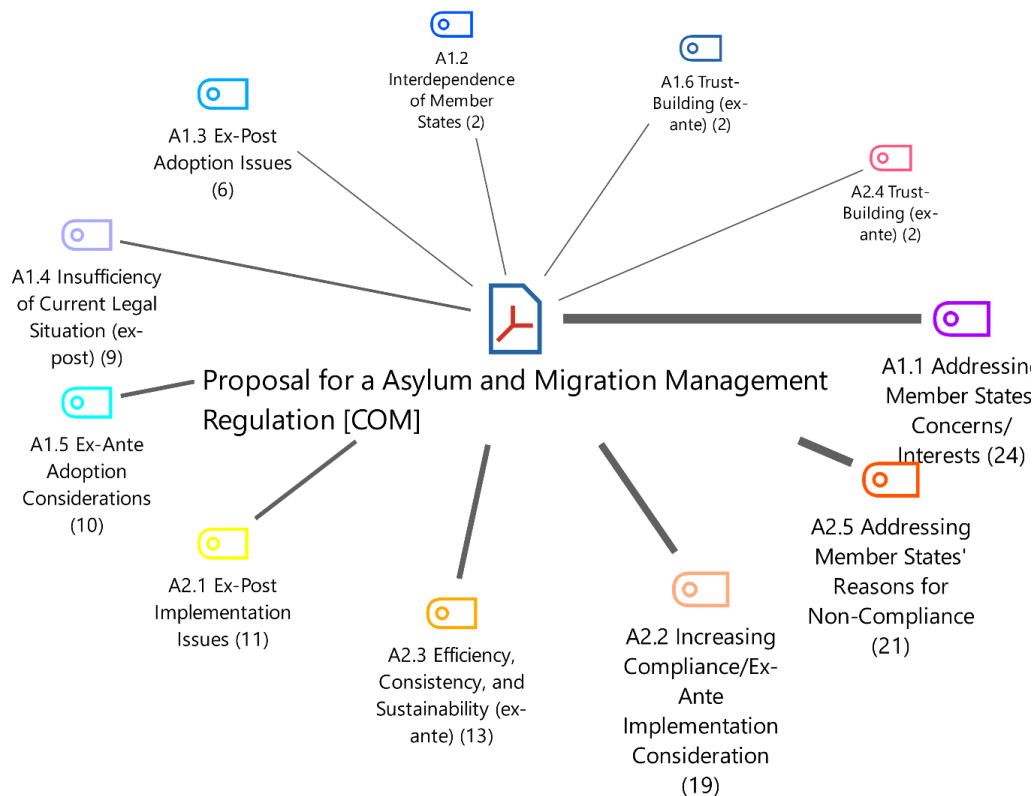 A1.2
Interdependence
of Member
States (2)
A1.6 Trust-
Building (ex-
ante) (2)
A1.3 Ex-Post
Adoption Issues
(6)
A2.4 Trust-
Building (ex-
ante) (2)
A1.4 Insufficiency
of Current Legal
Situation (ex-
post) (9)
A1.1 Addressing
Member States'
Concerns/
Interests (24)
Proposal for a Asylum and Migration Management
Regulation [COM]
A1.5 Ex-Ante
Adoption
Considerations
(10)
A2.5 Addressing
Member States'
Reasons for
Non-Compliance
(21)
A2.1 Ex-Post
Implementation
Issues (11)
A2.2 Increasing
Compliance/Ex-
Ante
Implementation
Consideration
(19)
A2.3 Efficiency,
Consistency, and
Sustainability (ex-
ante) (13)